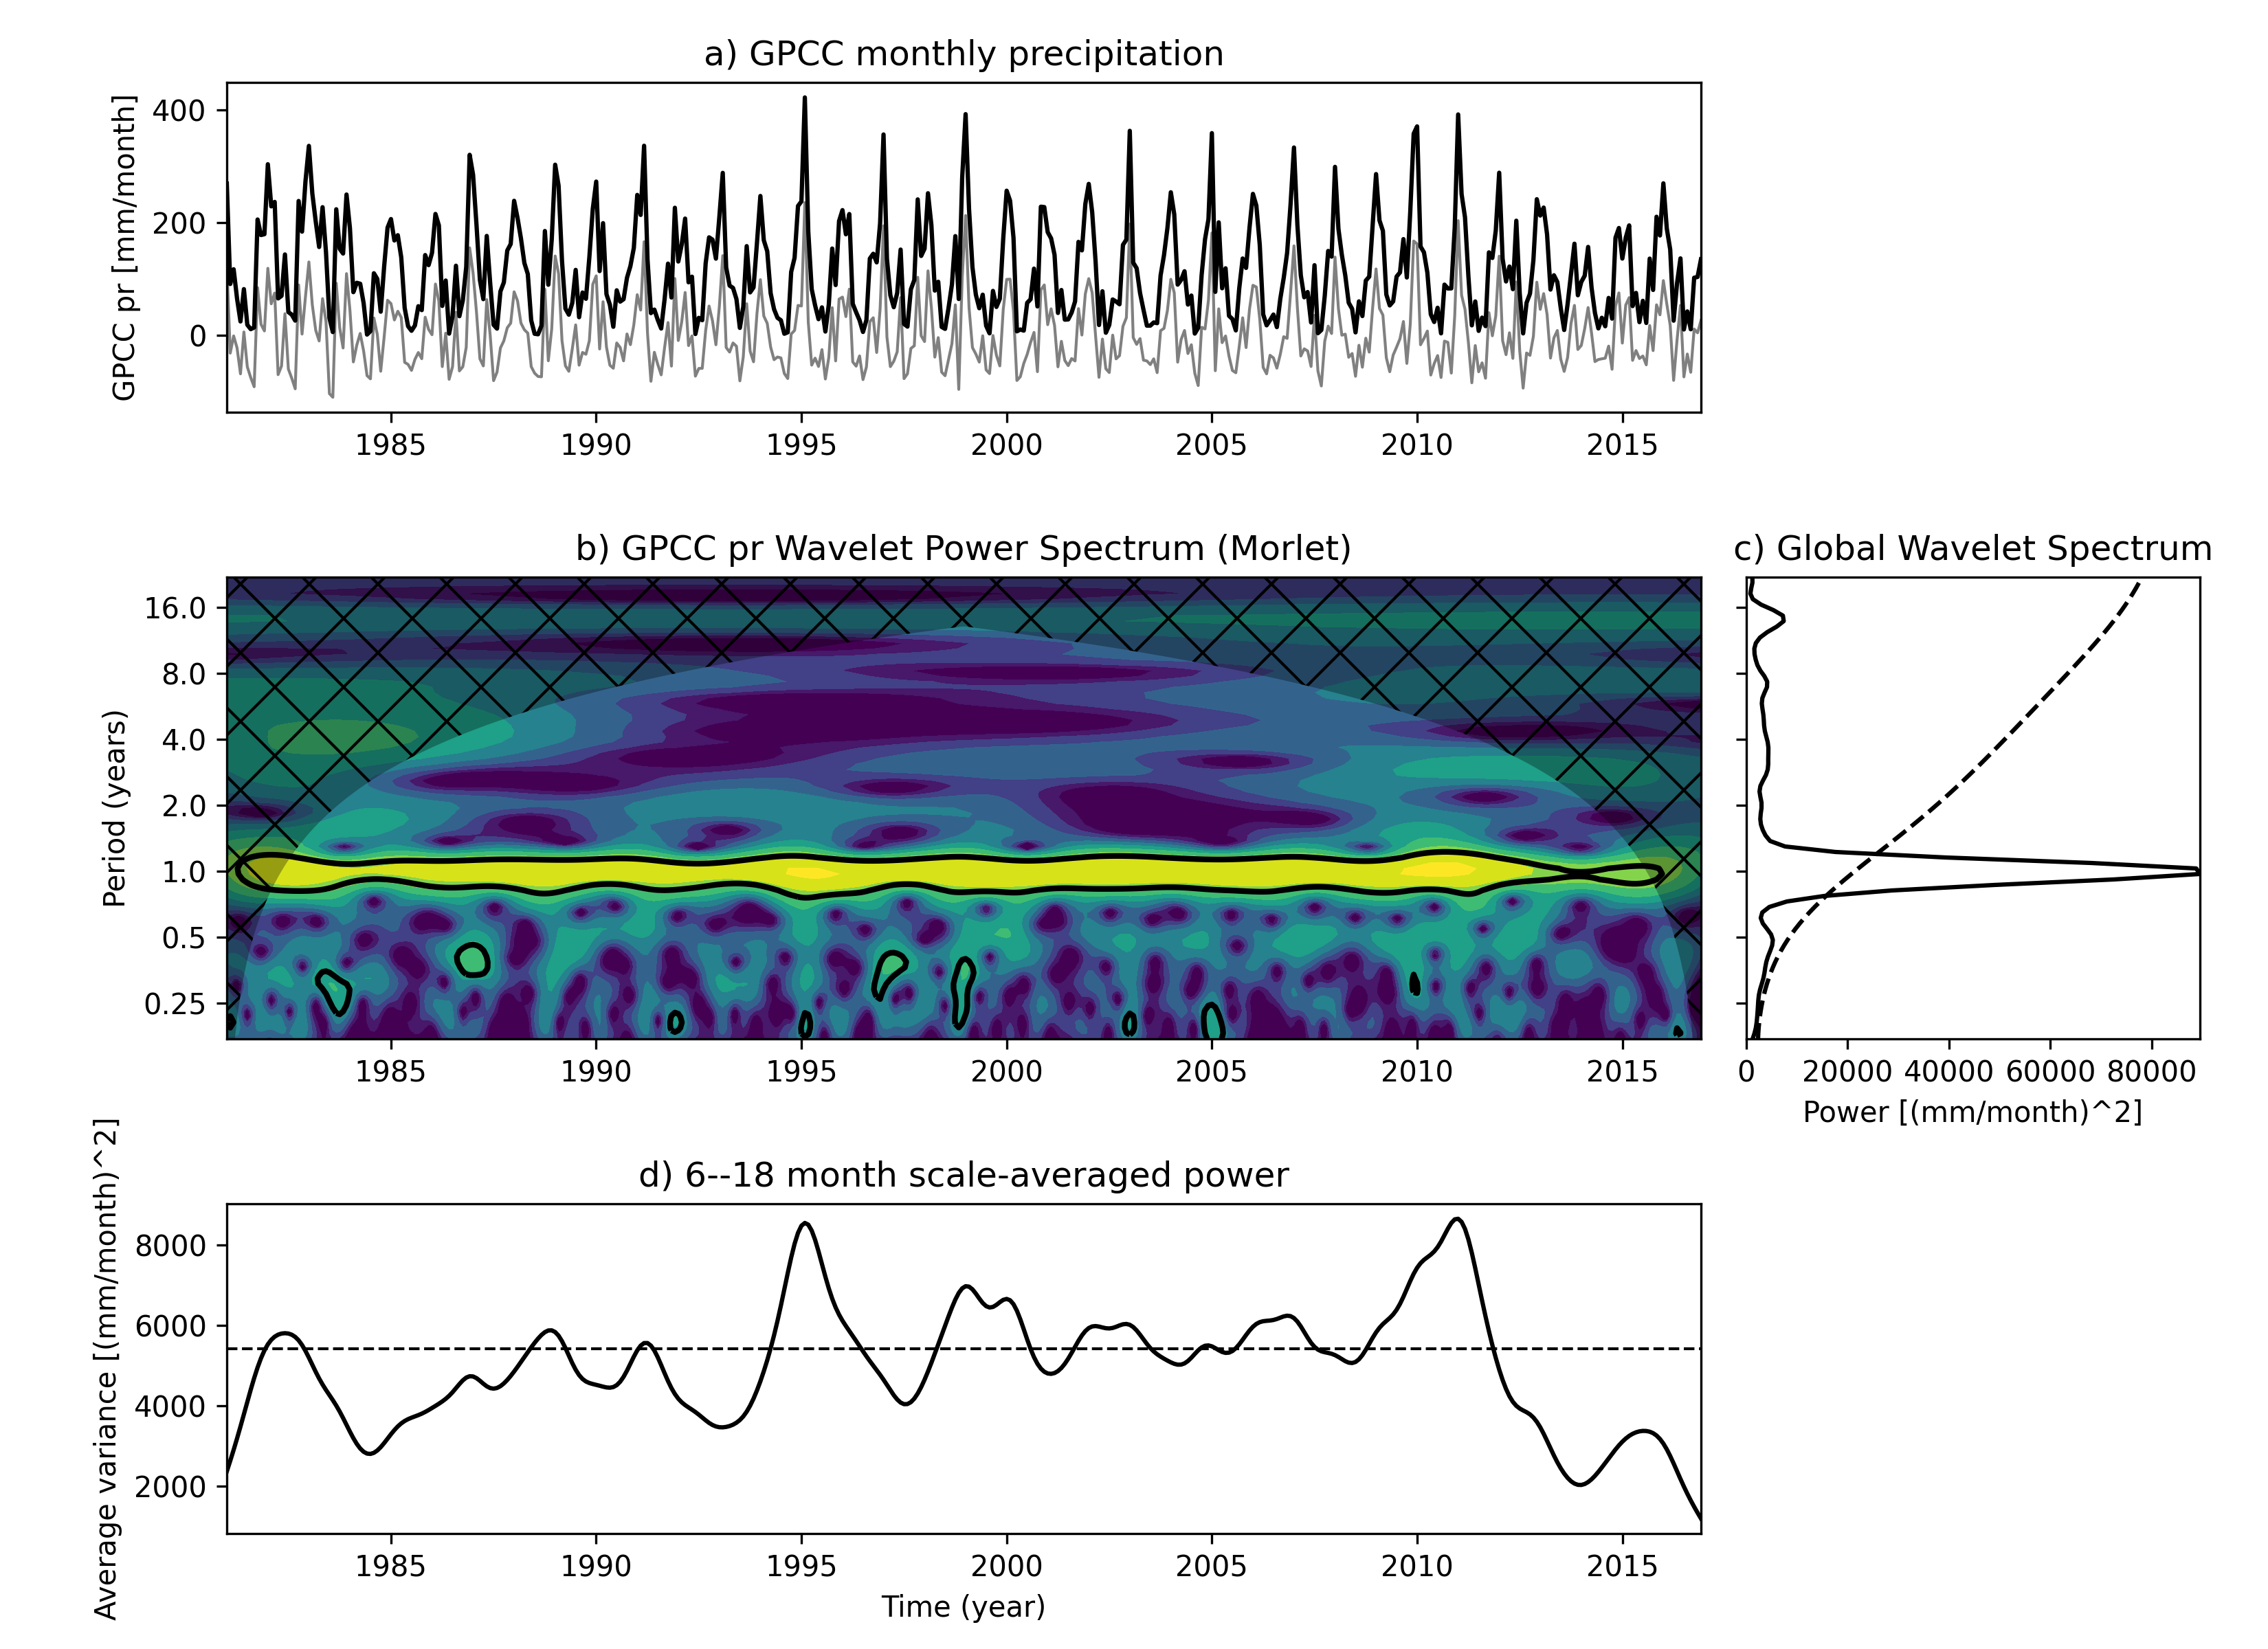 a) GPCC monthly precipitation
GPCC pr [mm/month]
400
200
0
1985 1990 1995 2000 2005 2010 2015
b) GPCC pr Wavelet Power Spectrum (Morlet)
Period (years)
16.0
8.0
4.0
2.0
1.0
0.5
0.25
1985 1990 1995 2000 2005 2010 2015
c) Global Wavelet Spectrum
0 20000 40000 60000 80000
Power [(mm/month)^2]
d) 6--18 month scale-averaged power
Average variance [(mm/month)^2]
8000
6000
4000
2000
1985 1990 1995 2000 2005 2010 2015
Time (year)